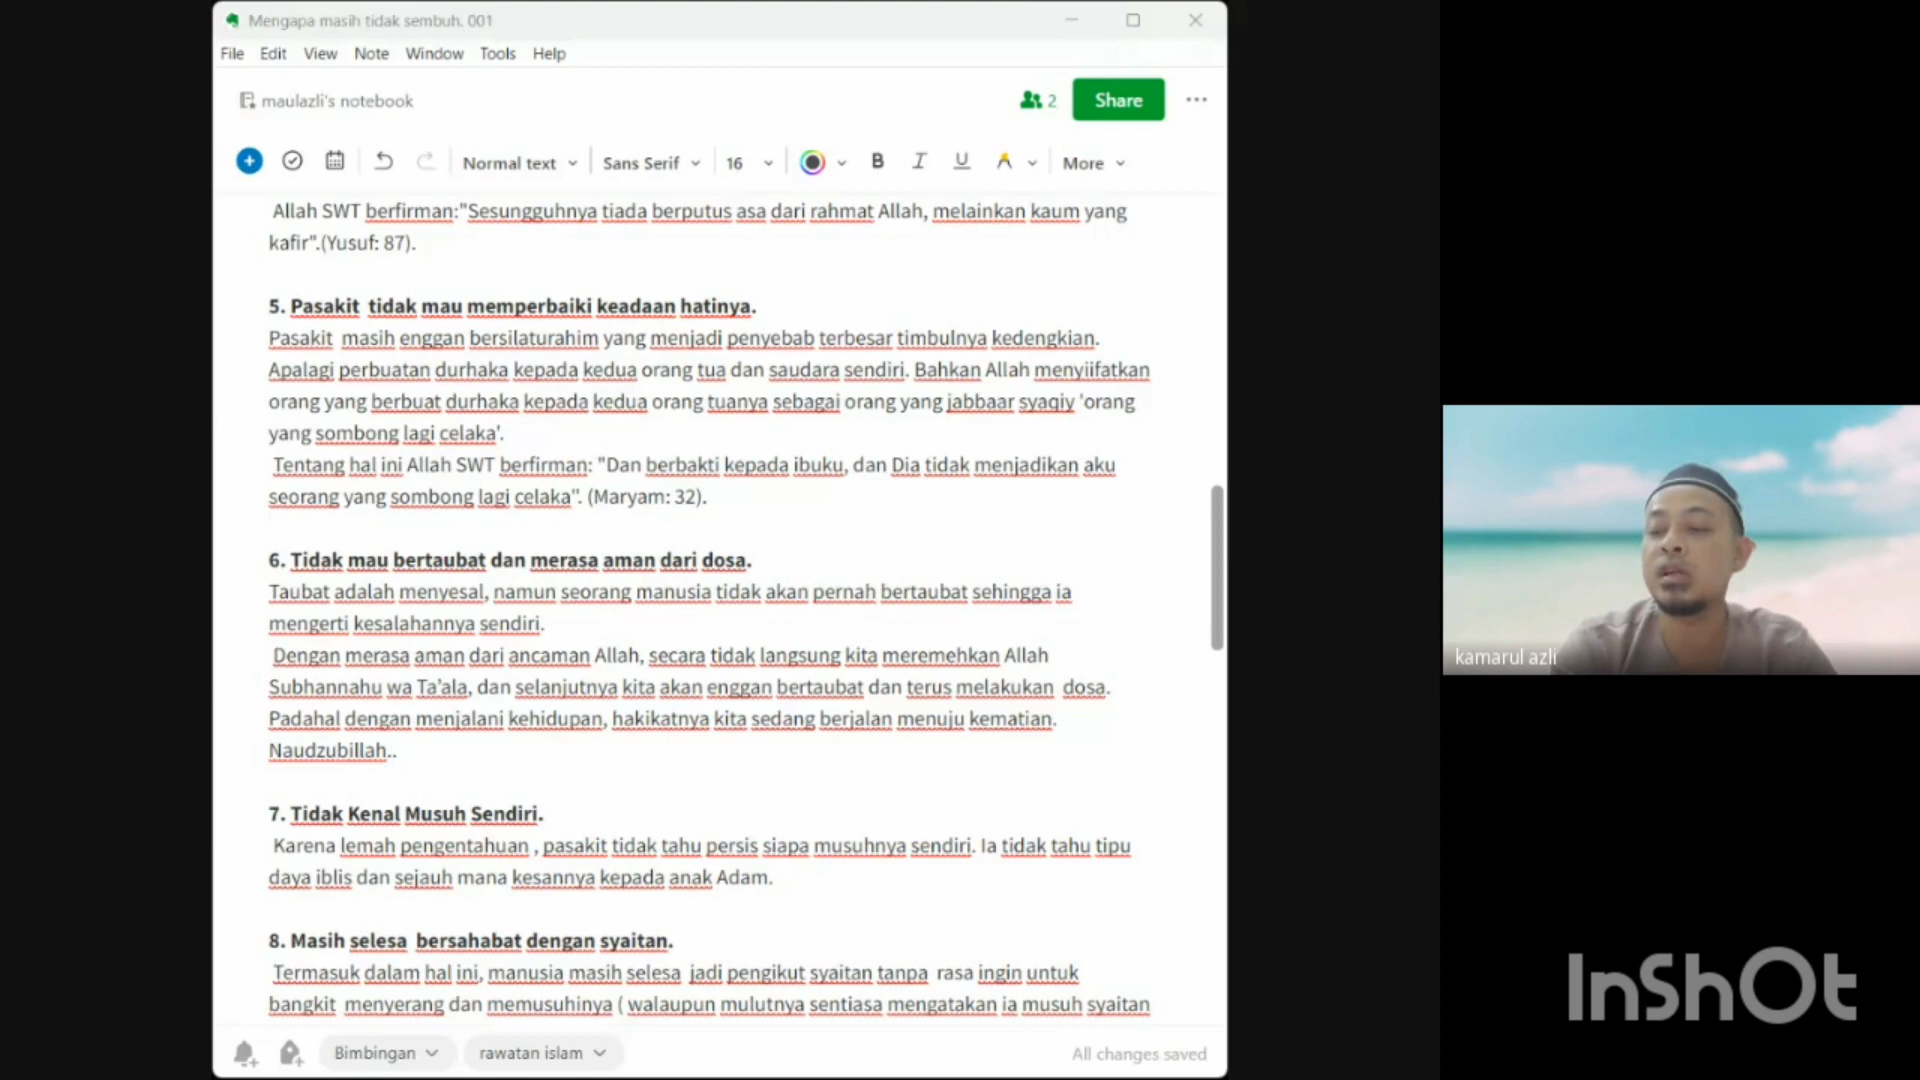 Mengapa masih tidak sembuh. 001
File Edit View Note Window Tools Help
maulazli's notebook
2
Share
Normal text
Sans Serif
16
B I U A
More
Allah SWT berfirman:"Sesungguhnya tiada berputus asa dari rahmat Allah, melainkan kaum yang
kafir".(Yusuf: 87).
5. Pasakit tidak mau memperbaiki keadaan hatinya.
Pasakit masih enggan bersilaturahim yang menjadi penyebab terbesar timbulnya kedengkian.
Apalagi perbuatan durhaka kepada kedua orang tua dan saudara sendiri. Bahkan Allah menyiifatkan
orang yang berbuat durhaka kepada kedua orang tuanya sebagai orang yang jabbaar syaqiy 'orang
yang sombong lagi celaka'.
Tentang hal ini Allah SWT berfirman: "Dan berbakti kepada ibuku, dan Dia tidak menjadikan aku
seorang yang sombong lagi celaka". (Maryam: 32).
6. Tidak mau bertaubat dan merasa aman dari dosa.
Taubat adalah menyesal, namun seorang manusia tidak akan pernah bertaubat sehingga ia
mengerti kesalahannya sendiri.
Dengan merasa aman dari ancaman Allah, secara tidak langsung kita meremehkan Allah
Subhannahu wa Ta'ala, dan selanjutnya kita akan enggan bertaubat dan terus melakukan dosa.
Padahal dengan menjalani kehidupan, hakikatnya kita sedang berjalan menuju kematian.
Naudzubillah..
7. Tidak Kenal Musuh Sendiri.
Karena lemah pengentahuan , pasakit tidak tahu persis siapa musuhnya sendiri. Ia tidak tahu tipu
daya iblis dan sejauh mana kesannya kepada anak Adam.
8. Masih selesa bersahabat dengan syaitan.
Termasuk dalam hal ini, manusia masih selesa jadi pengikut syaitan tanpa rasa ingin untuk
bangkit menyerang dan memusuhinya ( walaupun mulutnya sentiasa mengatakan ia musuh syaitan
Bimbingan
rawatan islam
All changes saved
kamarul azli
InShOt